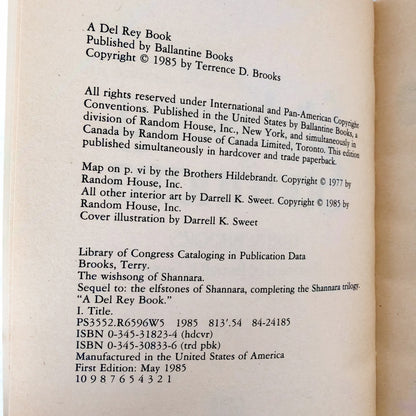 A Del Rey Book
Published by Ballantine Books
Copyright © 1985 by Terrence D. Brooks
All rights reserved under International and Pan-American Copyright
Conventions. Published in the United States by Ballantine Books, a
division of Random House, Inc., New York, and simultaneously in
Canada by Random House of Canada Limited, Toronto. This edition
published simultaneously in hardcover and trade paperback.
Map on p. vi by the Brothers Hildebrandt. Copyright © 1977 by
Random House, Inc.
All other interior art by Darrell K. Sweet. Copyright © 1985 by
Random House, Inc.
Cover illustration by Darrell K. Sweet
Library of Congress Cataloging in Publication Data
Brooks, Terry.
The wishsong of Shannara.
Sequel to: the elfstones of Shannara, completing the Shannara trilogy.
"A Del Rey Book."
I. Title.
PS3552.R6596W5 1985 813'.54 84-24185
ISBN 0-345-31823-4 (hdcvr)
ISBN 0-345-30833-6 (trd pbk)
Manufactured in the United States of America
First Edition: May 1985
10 9 8 7 6 5 4 3 2 1